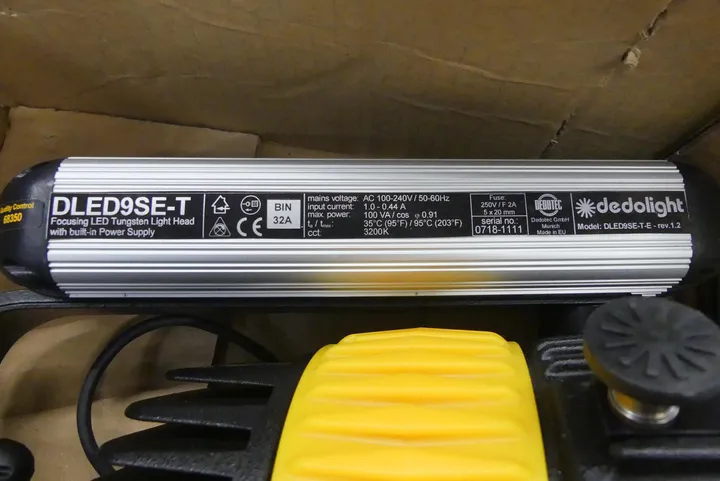 Quality Control
68350
DLED9SE-T
Focusing LED Tungsten Light Head
with built-in Power Supply
BIN
32A
mains voltage: AC 100-240V / 50-60Hz
input current: 1.0 - 0.44 A
max. power: 100 VA / cos φ 0.91
ta / tmax.: 35°C (95°F) / 95°C (203°F)
cct: 3200K
Fuse
250V / F 2A
5 x 20 mm
serial no.:
0718-1111
DEDOTEC
Dedotec GmbH
Munich
Made in EU
dedolight
Model: DLED9SE-T-E - rev.1.2